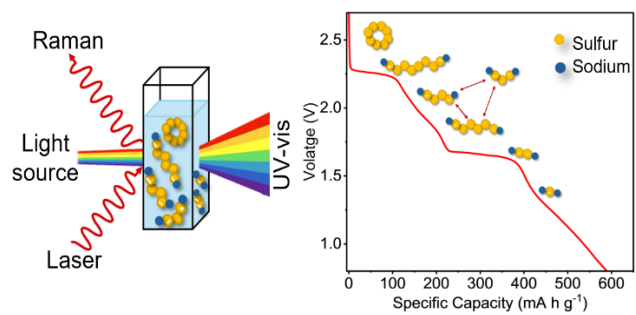 Raman
Light
source
Laser
UV-vis
Volatge (V)
2.5
2.0
1.5
1.0
Sulfur
Sodium
0 100 200 300 400 500 600
Specific Capacity (mA h g⁻¹)